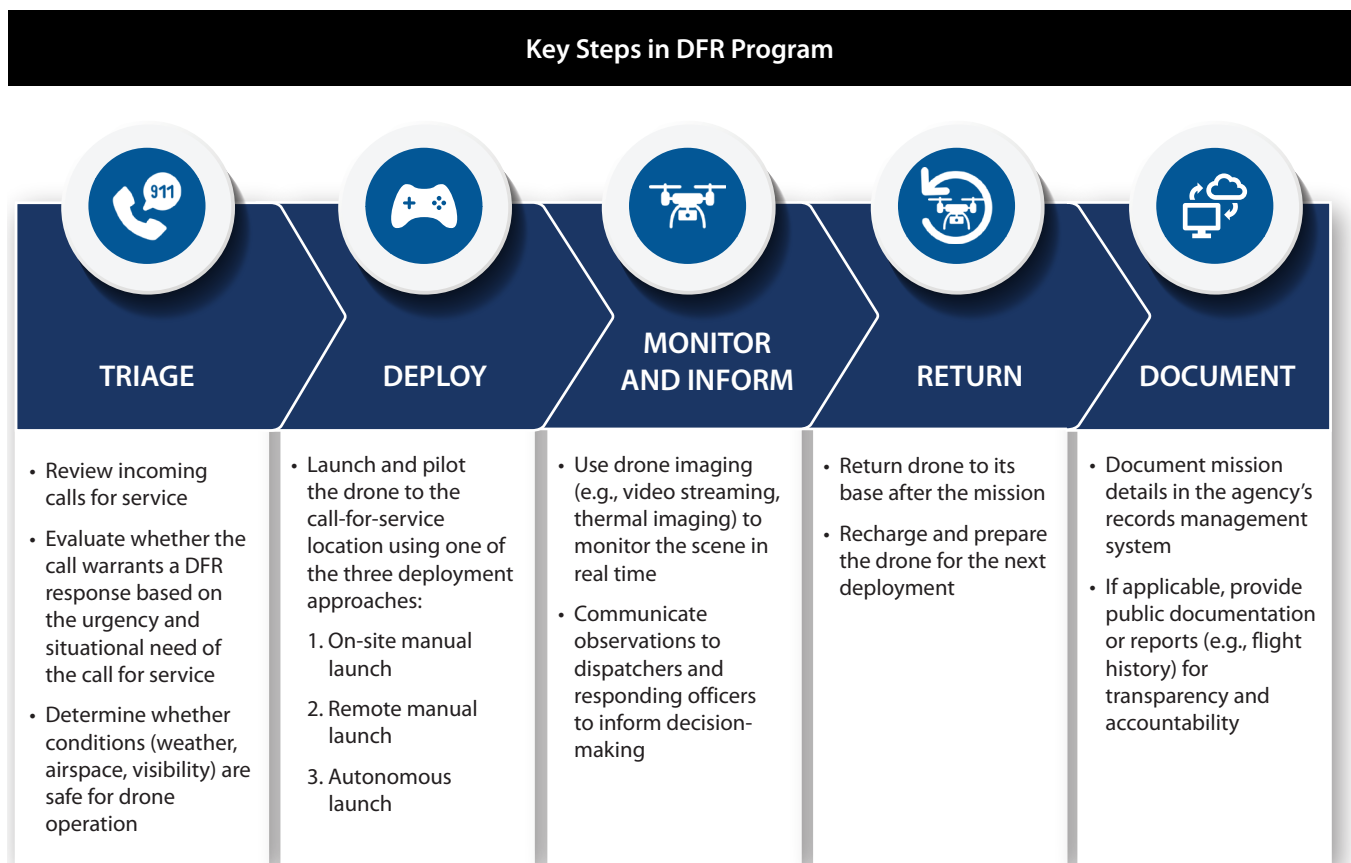 Key Steps in DFR Program
911
TRIAGE
• Review incoming
calls for service
• Evaluate whether the
call warrants a DFR
response based on
the urgency and
situational need of
the call for service
• Determine whether
conditions (weather,
airspace, visibility) are
safe for drone
operation
DEPLOY
• Launch and pilot
the drone to the
call-for-service
location using one of
the three deployment
approaches:
1. On-site manual
launch
2. Remote manual
launch
3. Autonomous
launch
MONITOR
AND INFORM
• Use drone imaging
(e.g., video streaming,
thermal imaging) to
monitor the scene in
real time
• Communicate
observations to
dispatchers and
responding officers
to inform decision-
making
RETURN
• Return drone to its
base after the mission
• Recharge and prepare
the drone for the next
deployment
DOCUMENT
• Document mission
details in the agency’s
records management
system
• If applicable, provide
public documentation
or reports (e.g., flight
history) for
transparency and
accountability